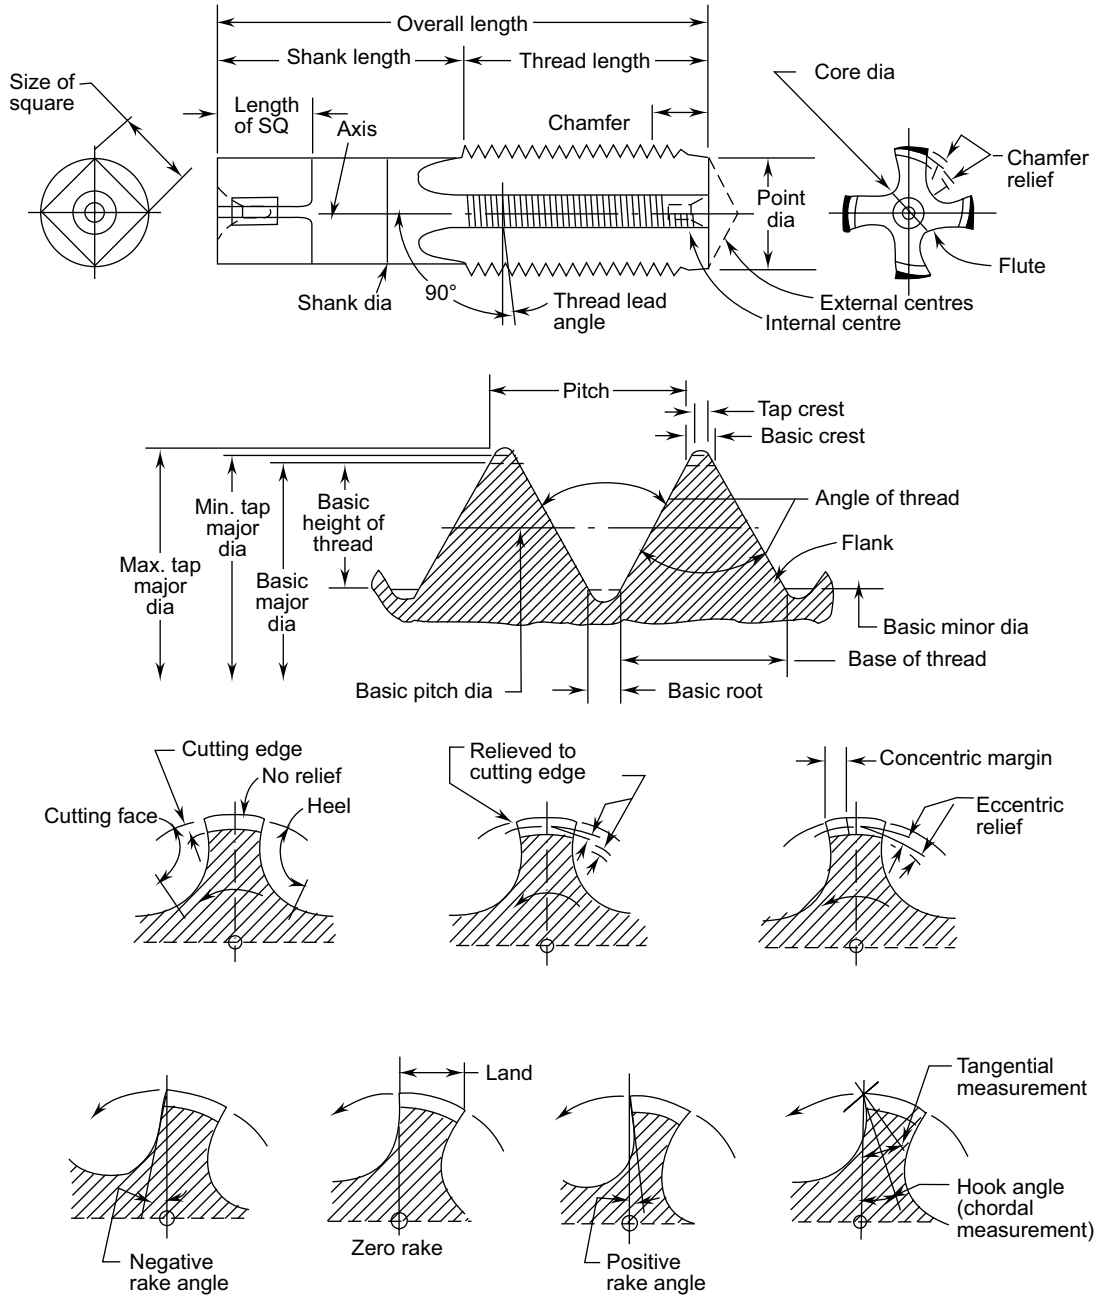 Overall length
Shank length
Thread length
Size of
square
Length
of SQ
Axis
Chamfer
Core dia
Chamfer
relief
Point
dia
Flute
Shank dia
90°
Thread lead
angle
External centres
Internal centre
Pitch
Tap crest
Basic crest
Basic
height of
thread
Min. tap
major
dia
Max. tap
major
dia
Basic
major
dia
Angle of thread
Flank
Basic minor dia
Base of thread
Basic pitch dia
Basic root
Cutting edge
No relief
Cutting face
Heel
Relieved to
cutting edge
Concentric margin
Eccentric
relief
Land
Tangential
measurement
Negative
rake angle
Zero rake
Positive
rake angle
Hook angle
(chordal
measurement)